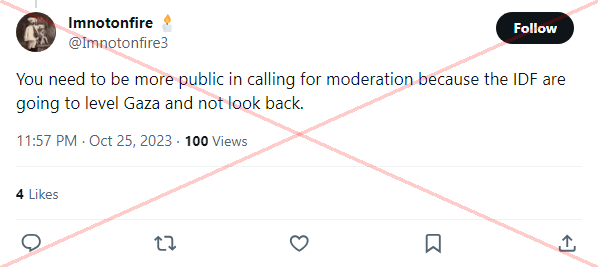 Imnotonfire
@Imnotonfire3
Follow
You need to be more public in calling for moderation because the IDF are
going to level Gaza and not look back.
11:57 PM · Oct 25, 2023 · 100 Views
4 Likes